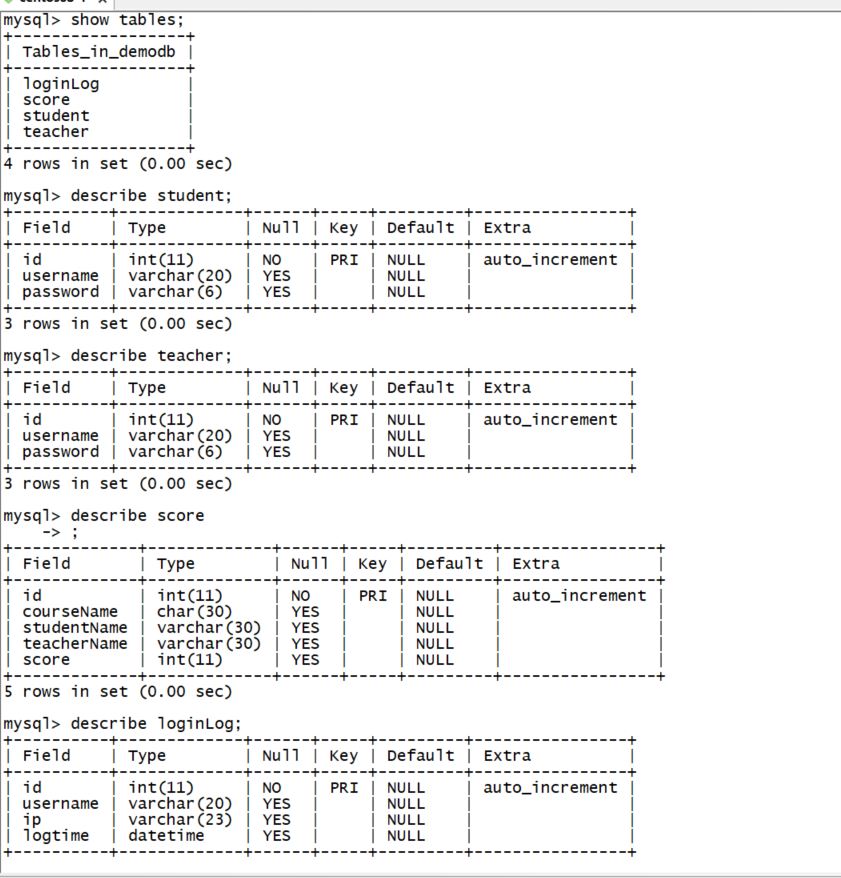 mysql> show tables;
+-------------------+
| Tables_in_demodb |
+-------------------+
| loginLog |
| score |
| student |
| teacher |
+-------------------+
4 rows in set (0.00 sec)
mysql> describe student;
+----------+-------------+------+-----+---------+----------------+
| Field | Type | Null | Key | Default | Extra |
+----------+-------------+------+-----+---------+----------------+
| id | int(11) | NO | PRI | NULL | auto_increment |
| username | varchar(20) | YES | | NULL | |
| password | varchar(6) | YES | | NULL | |
+----------+-------------+------+-----+---------+----------------+
3 rows in set (0.00 sec)
mysql> describe teacher;
+----------+-------------+------+-----+---------+----------------+
| Field | Type | Null | Key | Default | Extra |
+----------+-------------+------+-----+---------+----------------+
| id | int(11) | NO | PRI | NULL | auto_increment |
| username | varchar(20) | YES | | NULL | |
| password | varchar(6) | YES | | NULL | |
+----------+-------------+------+-----+---------+----------------+
3 rows in set (0.00 sec)
mysql> describe score
-> ;
+-------------+-------------+------+-----+---------+----------------+
| Field | Type | Null | Key | Default | Extra |
+-------------+-------------+------+-----+---------+----------------+
| id | int(11) | NO | PRI | NULL | auto_increment |
| courseName | char(30) | YES | | NULL | |
| studentName | varchar(30) | YES | | NULL | |
| teacherName | varchar(30) | YES | | NULL | |
| score | int(11) | YES | | NULL | |
+-------------+-------------+------+-----+---------+----------------+
5 rows in set (0.00 sec)
mysql> describe loginLog;
+----------+-------------+------+-----+---------+----------------+
| Field | Type | Null | Key | Default | Extra |
+----------+-------------+------+-----+---------+----------------+
| id | int(11) | NO | PRI | NULL | auto_increment |
| username | varchar(20) | YES | | NULL | |
| ip | varchar(23) | YES | | NULL | |
| logtime | datetime | YES | | NULL | |
+----------+-------------+------+-----+---------+----------------+